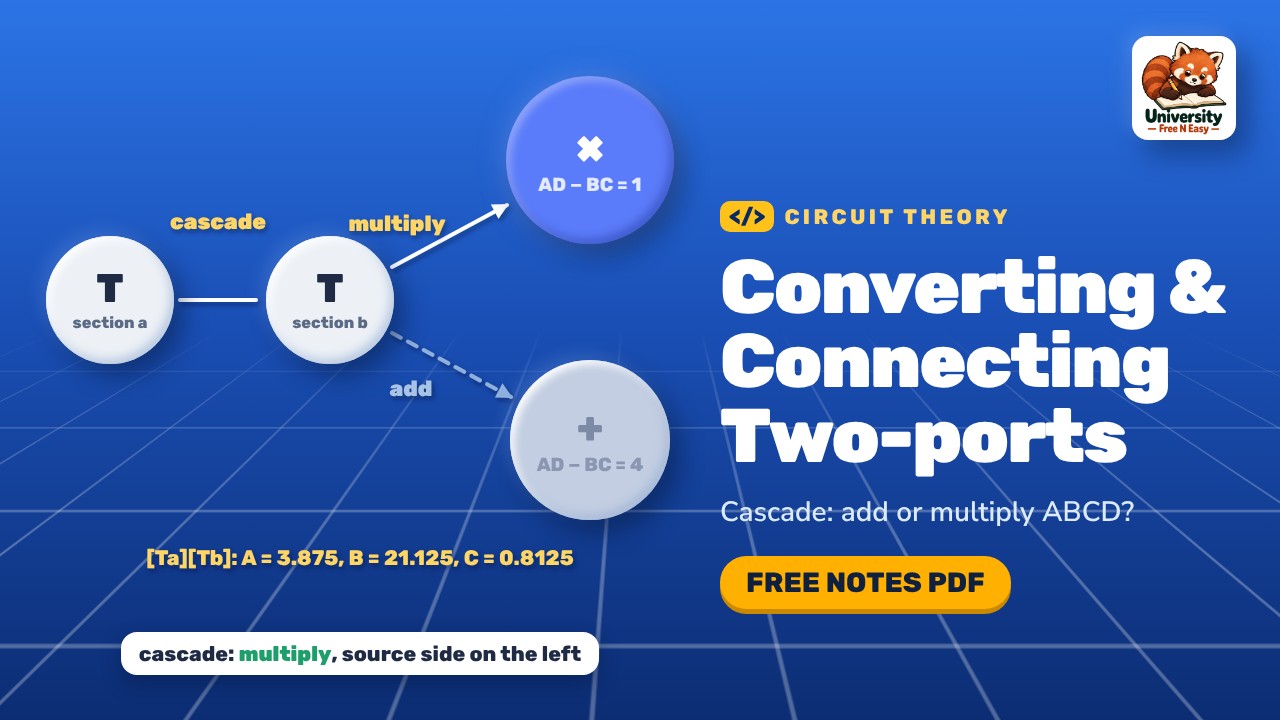 University
Free N Easy
cascade
multiply
T
section a
T
section b
add
✖
AD − BC = 1
+
AD − BC = 4
[Ta][Tb]: A = 3.875, B = 21.125, C = 0.8125
cascade: multiply, source side on the left
</> CIRCUIT THEORY
Converting &
Connecting
Two-ports
Cascade: add or multiply ABCD?
FREE NOTES PDF